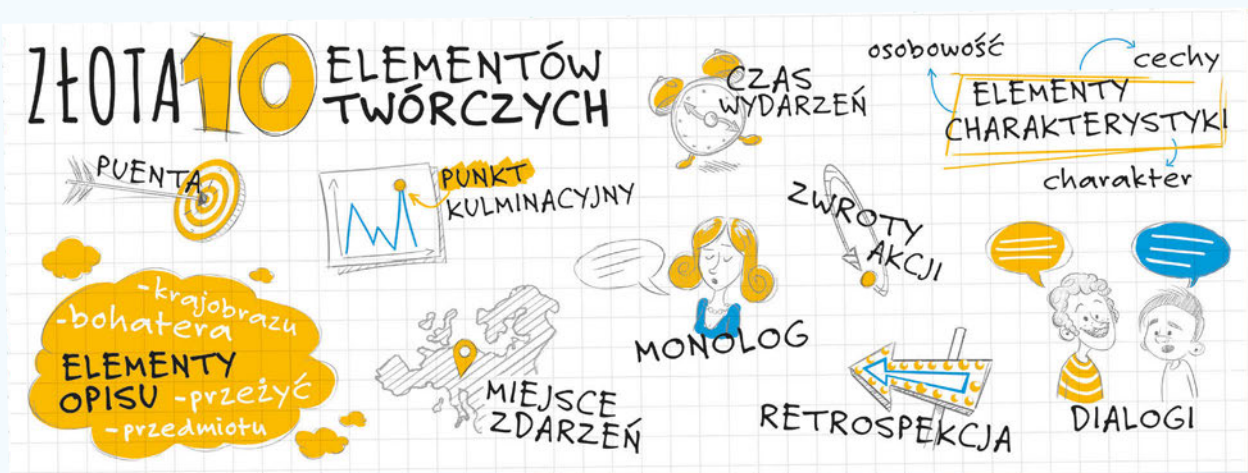 ZŁOTA 10 ELEMENTÓW
TWÓRCZYCH
CZAS
WYDARZEŃ
osobowość
cechy
ELEMENTY
CHARAKTERYSTYKI
charakter
PUENTA
PUNKT
KULMINACYJNY
ZWROTY
AKCJI
-krajobrazu
-bohatera
ELEMENTY
OPISU -przeżyć
-przedmiotu
MIEJSCE
ZDARZEŃ
MONOLOG
RETROSPEKCJA
DIALOGI